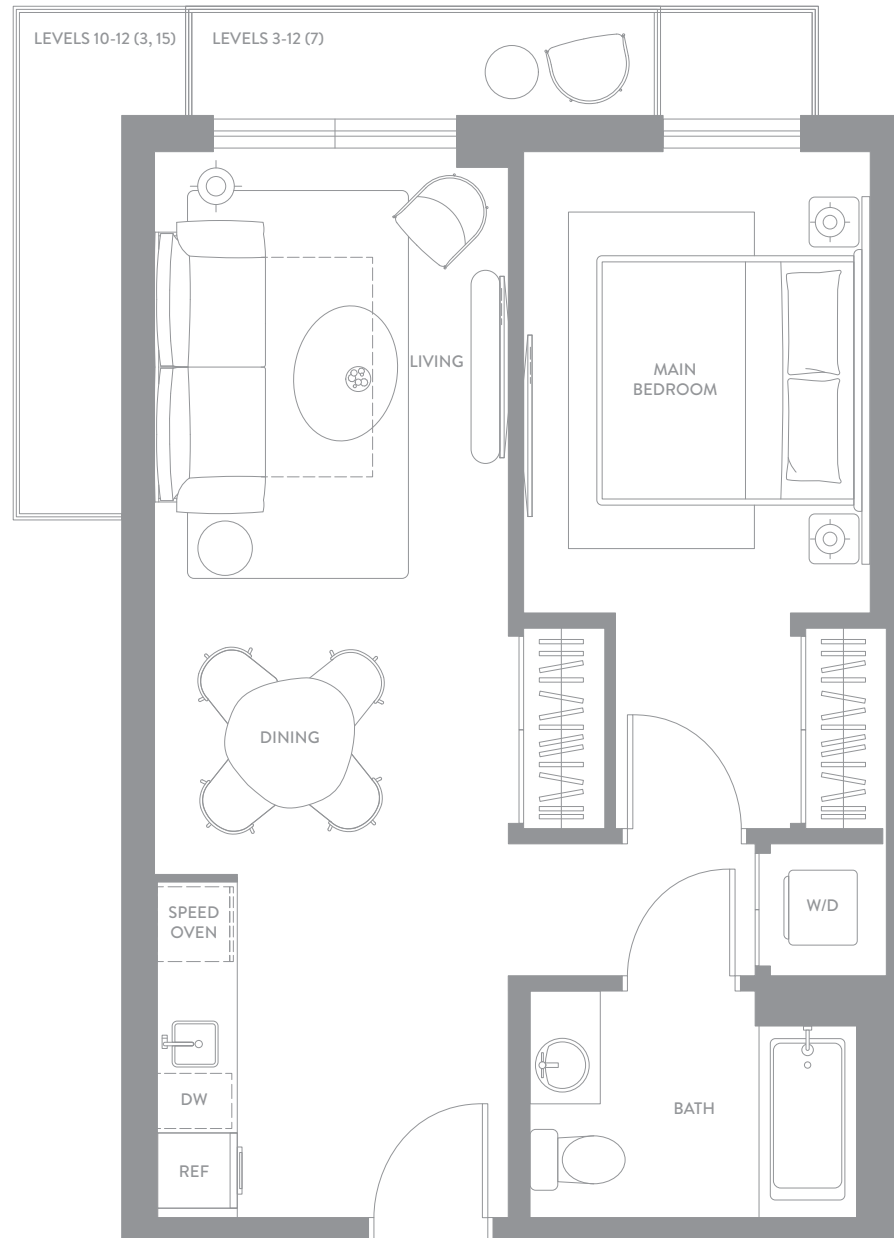 LEVELS 10-12 (3, 15)
LEVELS 3-12 (7)
LIVING
MAIN
BEDROOM
DINING
SPEED
OVEN
W/D
DW
BATH
REF